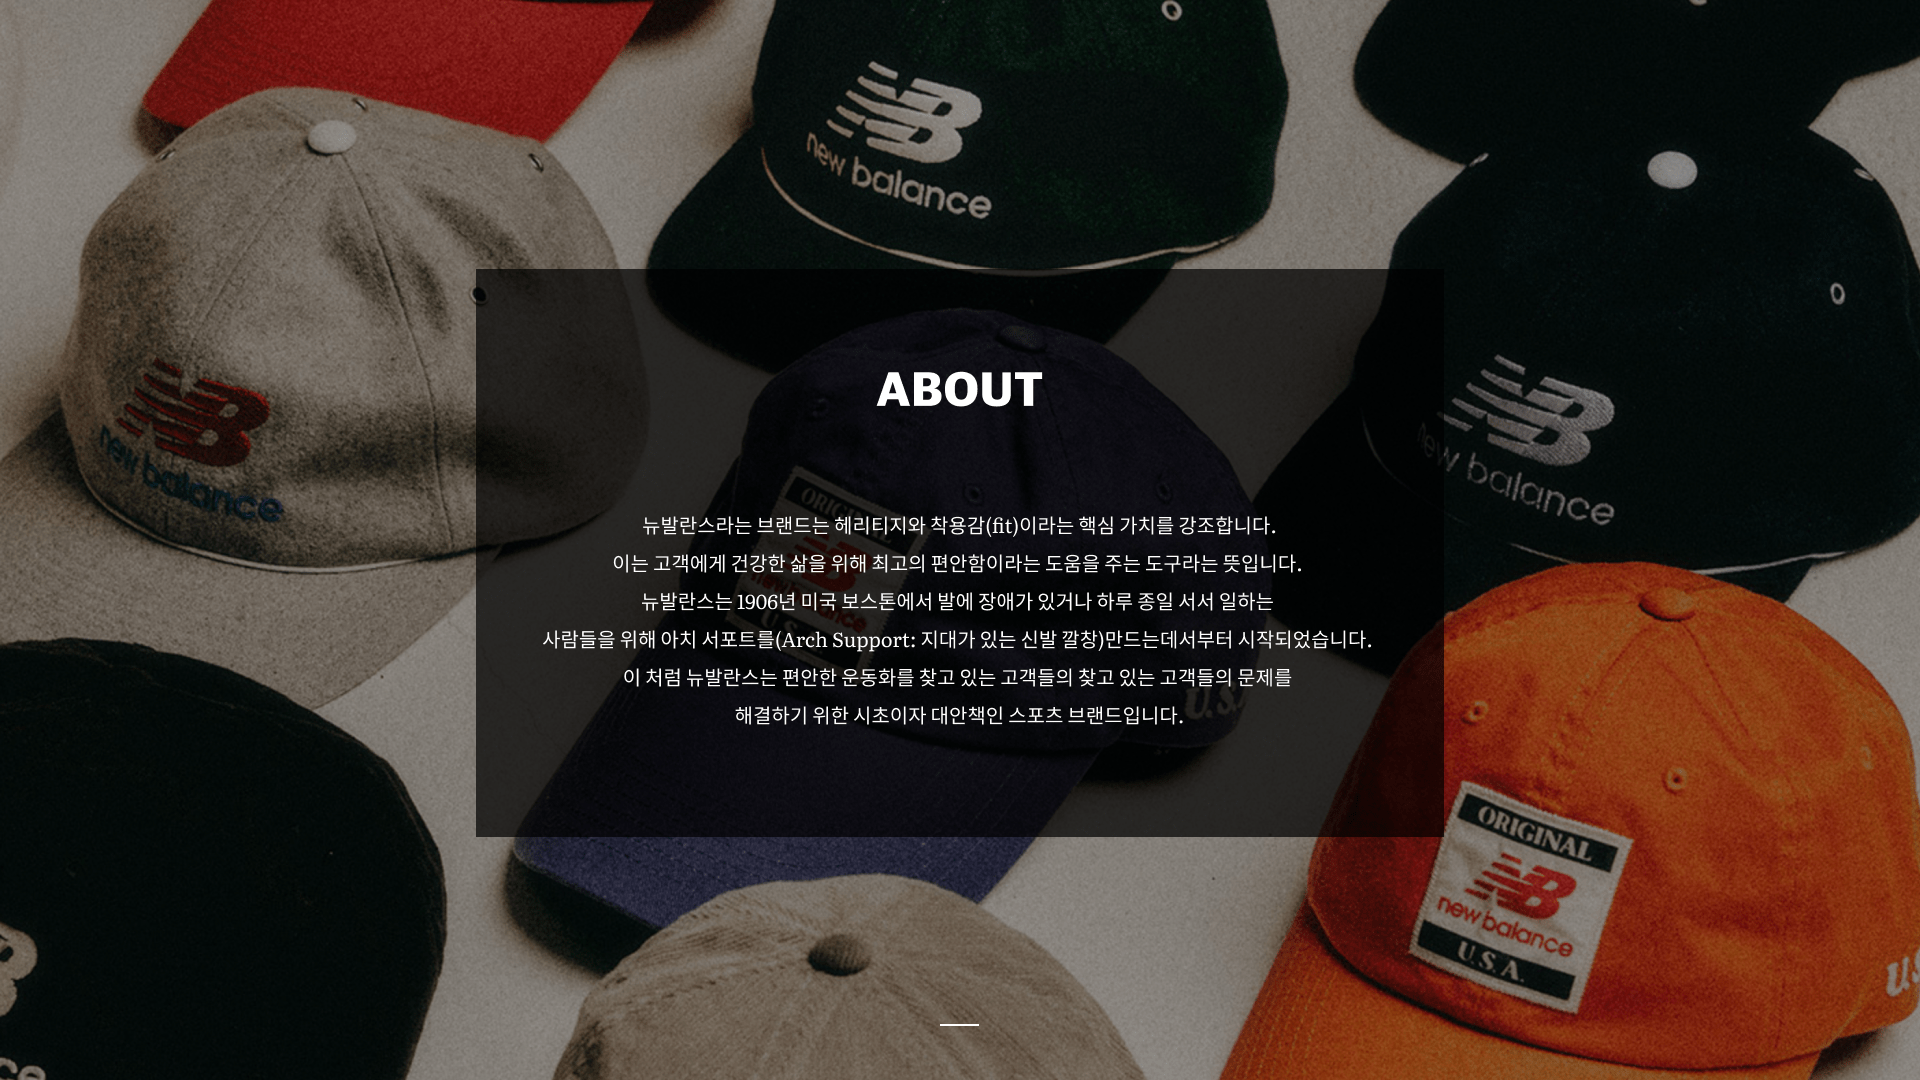 NB
new balance
NB
new balance
NB
new balance
ABOUT
뉴발란스라는 브랜드는 헤리티지와 착용감(fit)이라는 핵심 가치를 강조합니다.
이는 고객에게 건강한 삶을 위해 최고의 편안함이라는 도움을 주는 도구라는 뜻입니다.
뉴발란스는 1906년 미국 보스톤에서 발에 장애가 있거나 하루 종일 서서 일하는
사람들을 위해 아치 서포트를(Arch Support: 지대가 있는 신발 깔창)만드는데서부터 시작되었습니다.
이 처럼 뉴발란스는 편안한 운동화를 찾고 있는 고객들의 찾고 있는 고객들의 문제를
해결하기 위한 시초이자 대안책인 스포츠 브랜드입니다.
ORIGINAL
NB
new balance
U.S.A.